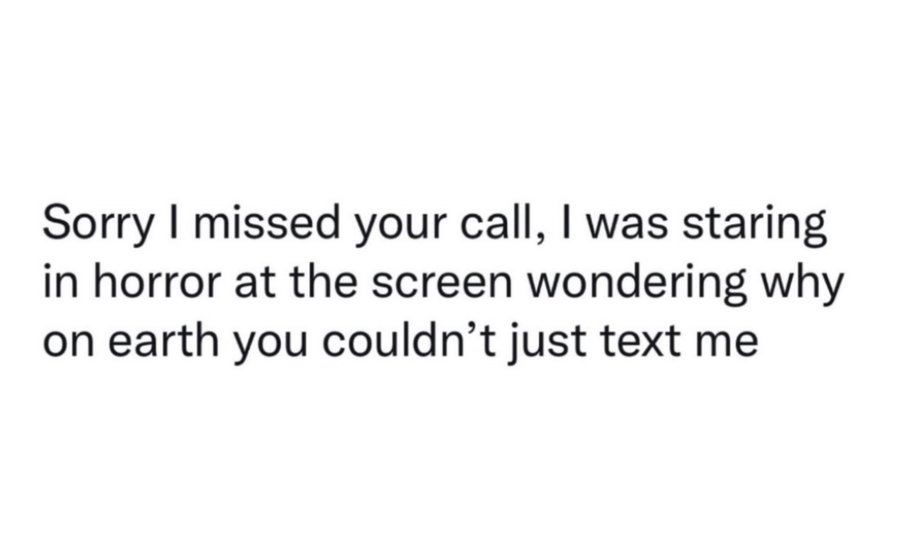 Sorry I missed your call, I was staring
in horror at the screen wondering why
on earth you couldn’t just text me